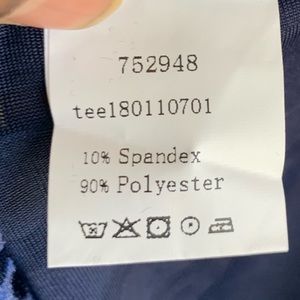 752948
tee180110701
10% Spandex
90% Polyester